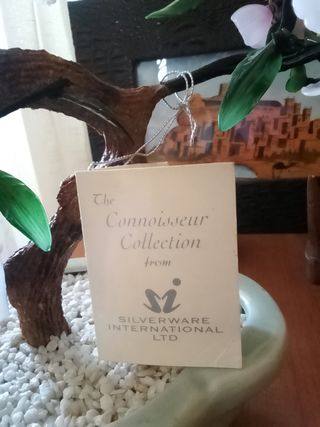 The
Connoisseur
Collection
from
SILVERWARE
INTERNATIONAL
LTD